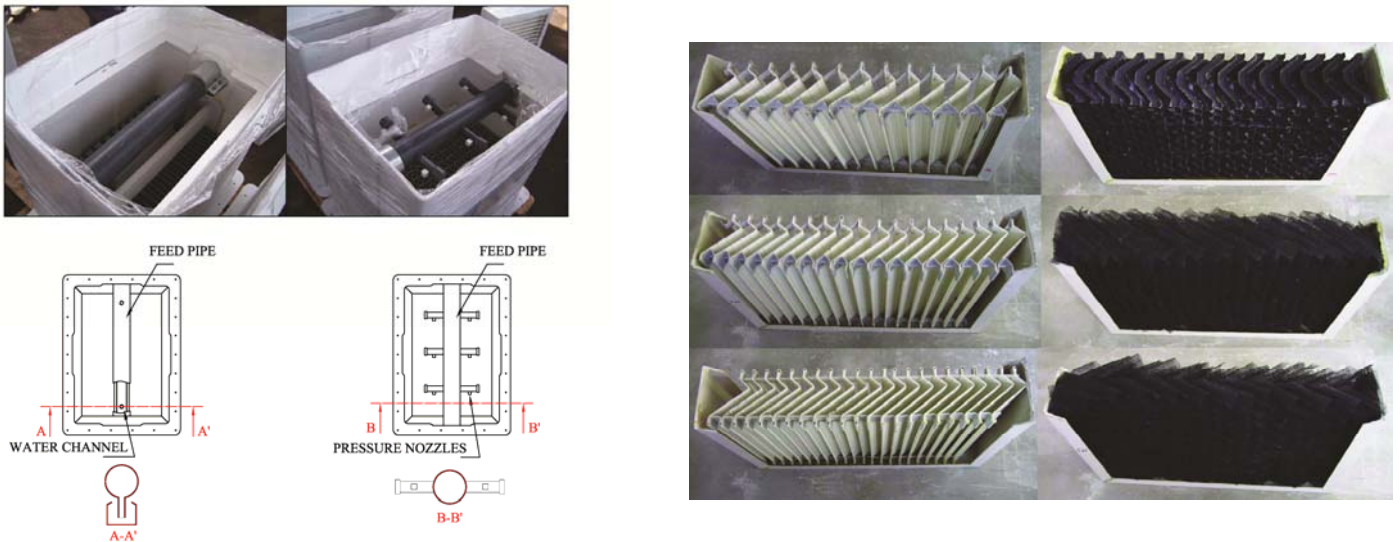 FEED PIPE
FEED PIPE
A
A'
B
B'
WATER CHANNEL
PRESSURE NOZZLES
A-A'
B-B'